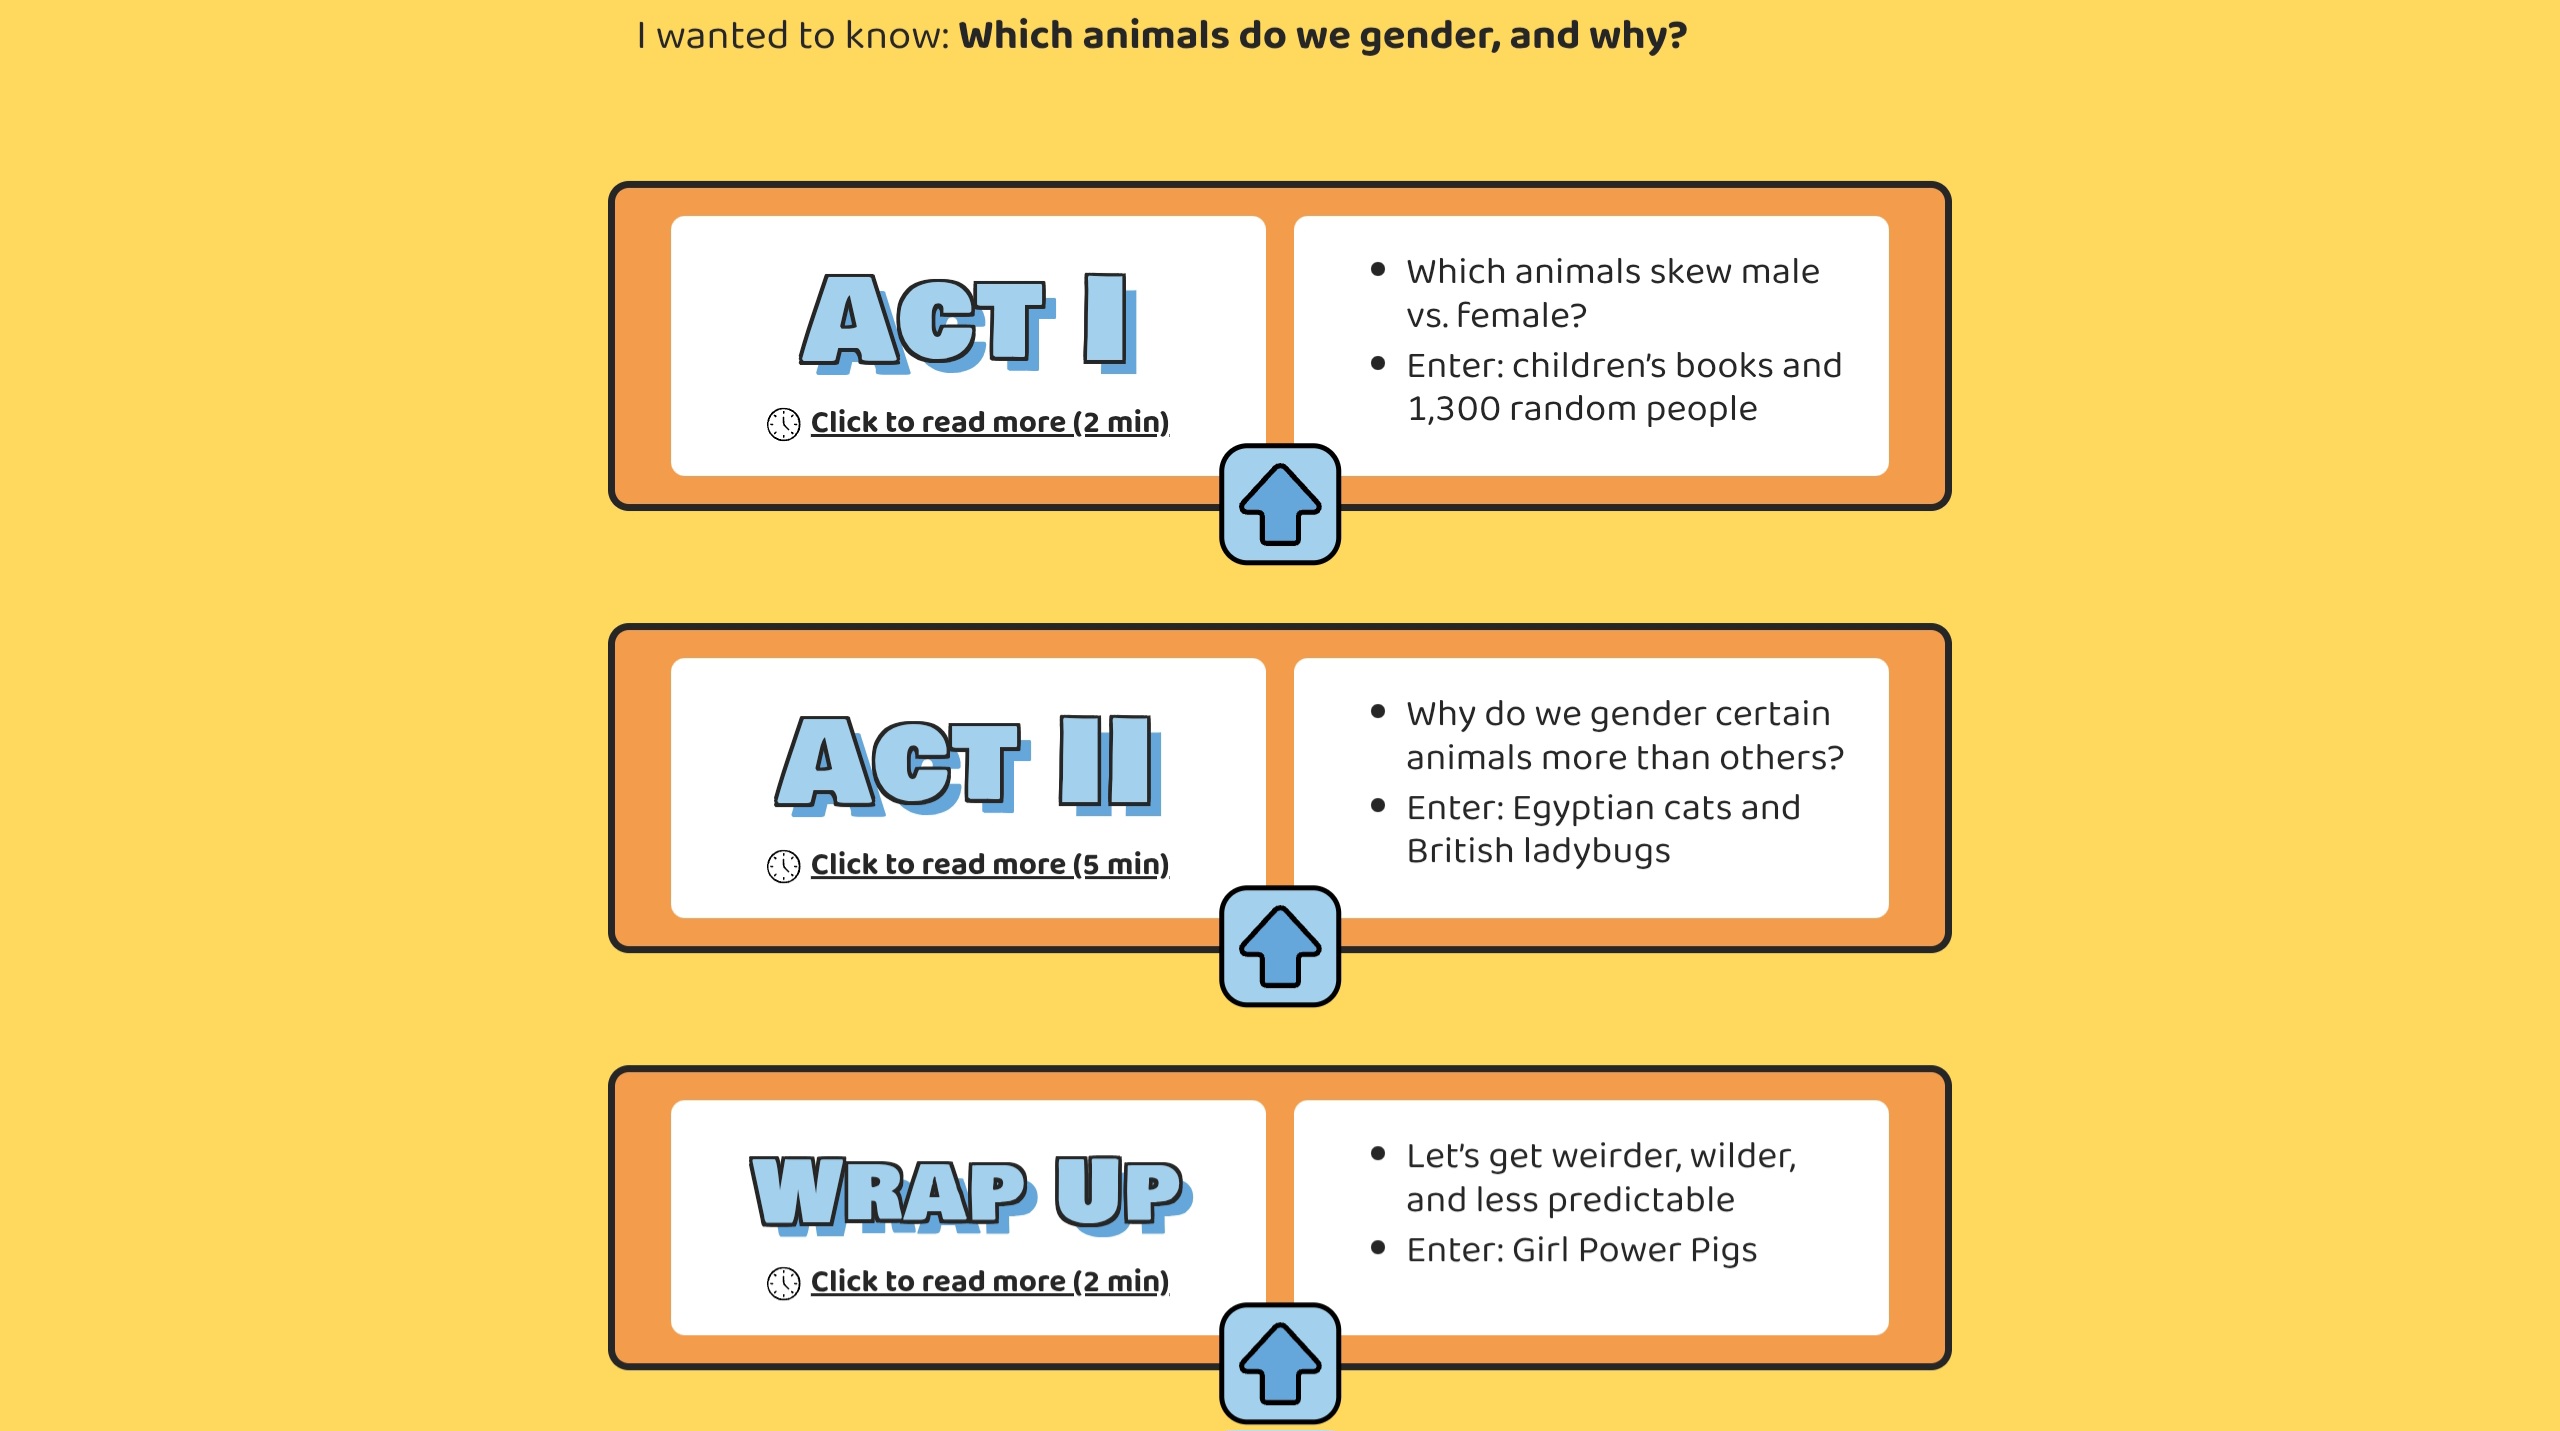 I wanted to know: Which animals do we gender, and why?
ACT I
Click to read more (2 min)
• Which animals skew male
vs. female?
• Enter: children's books and
1,300 random people
ACT II
Click to read more (5 min)
• Why do we gender certain
animals more than others?
• Enter: Egyptian cats and
British ladybugs
WRAP UP
Click to read more (2 min)
• Let's get weirder, wilder,
and less predictable
• Enter: Girl Power Pigs